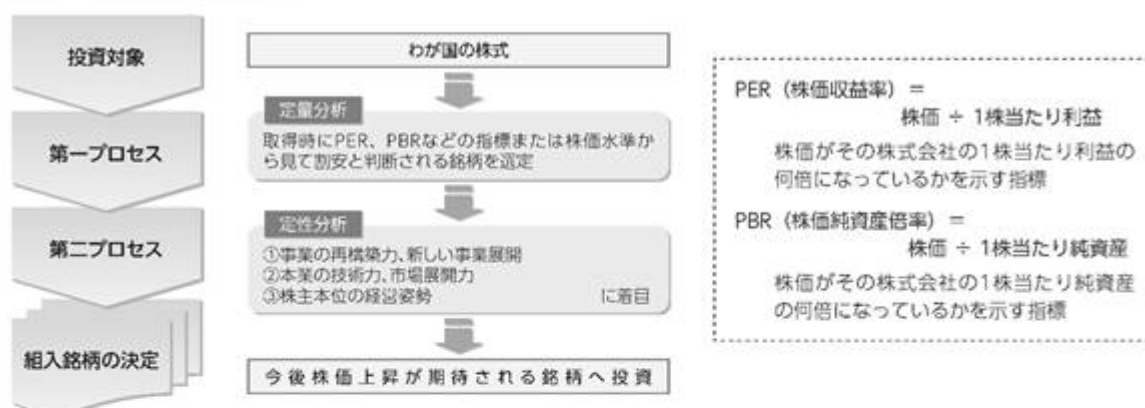 投資対象
わが国の株式
第一プロセス
定量分析
取得時にPER、PBRなどの指標または株価水準か
ら見て割安と判断される銘柄を選定
第二プロセス
定性分析
①事業の再構築力、新しい事業展開
②本業の技術力、市場展開力
③株主本位の経営姿勢 に着目
組入銘柄の決定
今後株価上昇が期待される銘柄へ投資
PER（株価収益率）＝
株価 ÷ 1株当たり利益
株価がその株式会社の1株当たり利益の
何倍になっているかを示す指標
PBR（株価純資産倍率）＝
株価 ÷ 1株当たり純資産
株価がその株式会社の1株当たり純資産
の何倍になっているかを示す指標